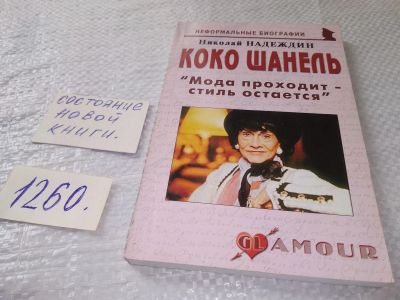 НЕФОРМАЛЬНЫЕ БИОГРАФИИ
Николай НАДЕЖДИН
КОКО ШАНЕЛЬ
"Мода проходит -
стиль остается"
GLAMOUR
состояние
новой
книги.
1260.